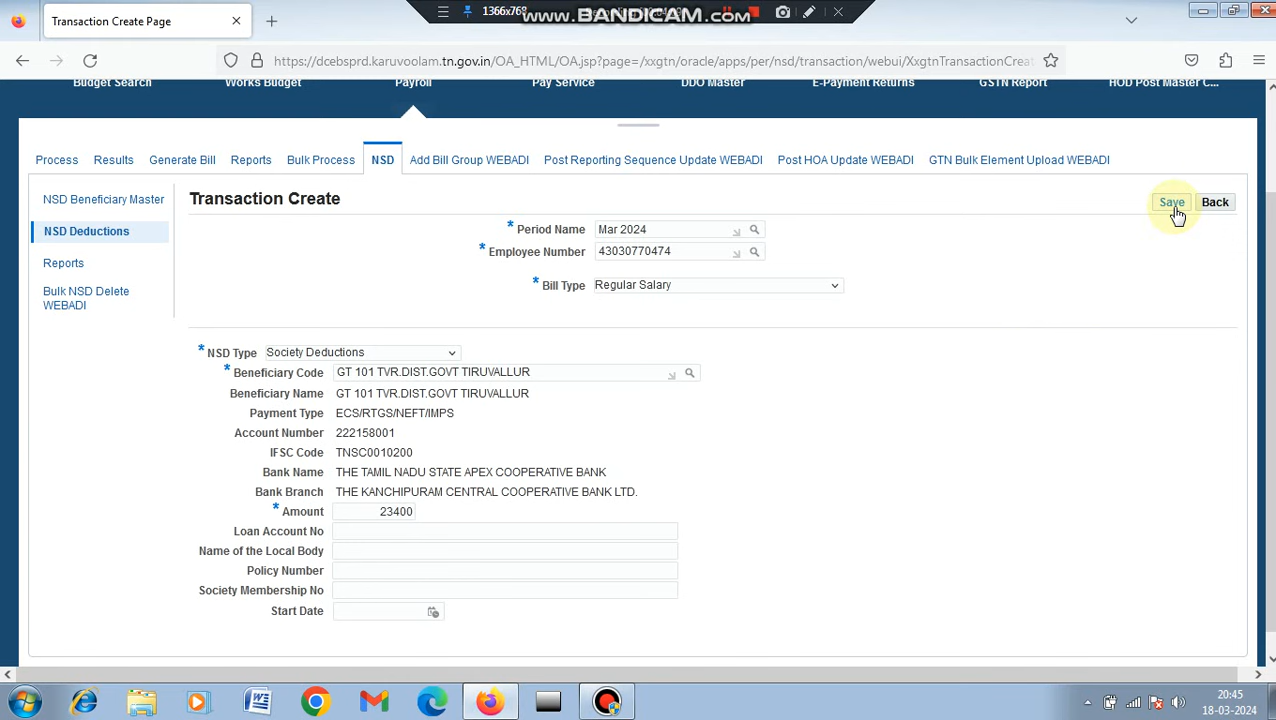 Transaction Create Page
1366x768
www.BANDICAM.com
https://dcebsprd.karuvoolam.tn.gov.in/OA_HTML/OA.jsp?page=/xxgtn/oracle/apps/per/nsd/transaction/webui/XxgtnTransactionCrea
Budget Search Works Budget Payroll Pay Service DDO Master E-Payment Returns GSTN Report HOD Post Master C...
Process Results Generate Bill Reports Bulk Process NSD Add Bill Group WEBADI Post Reporting Sequence Update WEBADI Post HOA Update WEBADI GTN Bulk Element Upload WEBADI
NSD Beneficiary Master
NSD Deductions
Reports
Bulk NSD Delete
WEBADI
Transaction Create
Save Back
* Period Name Mar 2024
* Employee Number 43030770474
* Bill Type Regular Salary
* NSD Type Society Deductions
* Beneficiary Code GT 101 TVR.DIST.GOVT TIRUVALLUR
Beneficiary Name GT 101 TVR.DIST.GOVT TIRUVALLUR
Payment Type ECS/RTGS/NEFT/IMPS
Account Number 222158001
IFSC Code TNSC0010200
Bank Name THE TAMIL NADU STATE APEX COOPERATIVE BANK
Bank Branch THE KANCHIPURAM CENTRAL COOPERATIVE BANK LTD.
* Amount 23400
Loan Account No
Name of the Local Body
Policy Number
Society Membership No
Start Date
20:45
18-03-2024